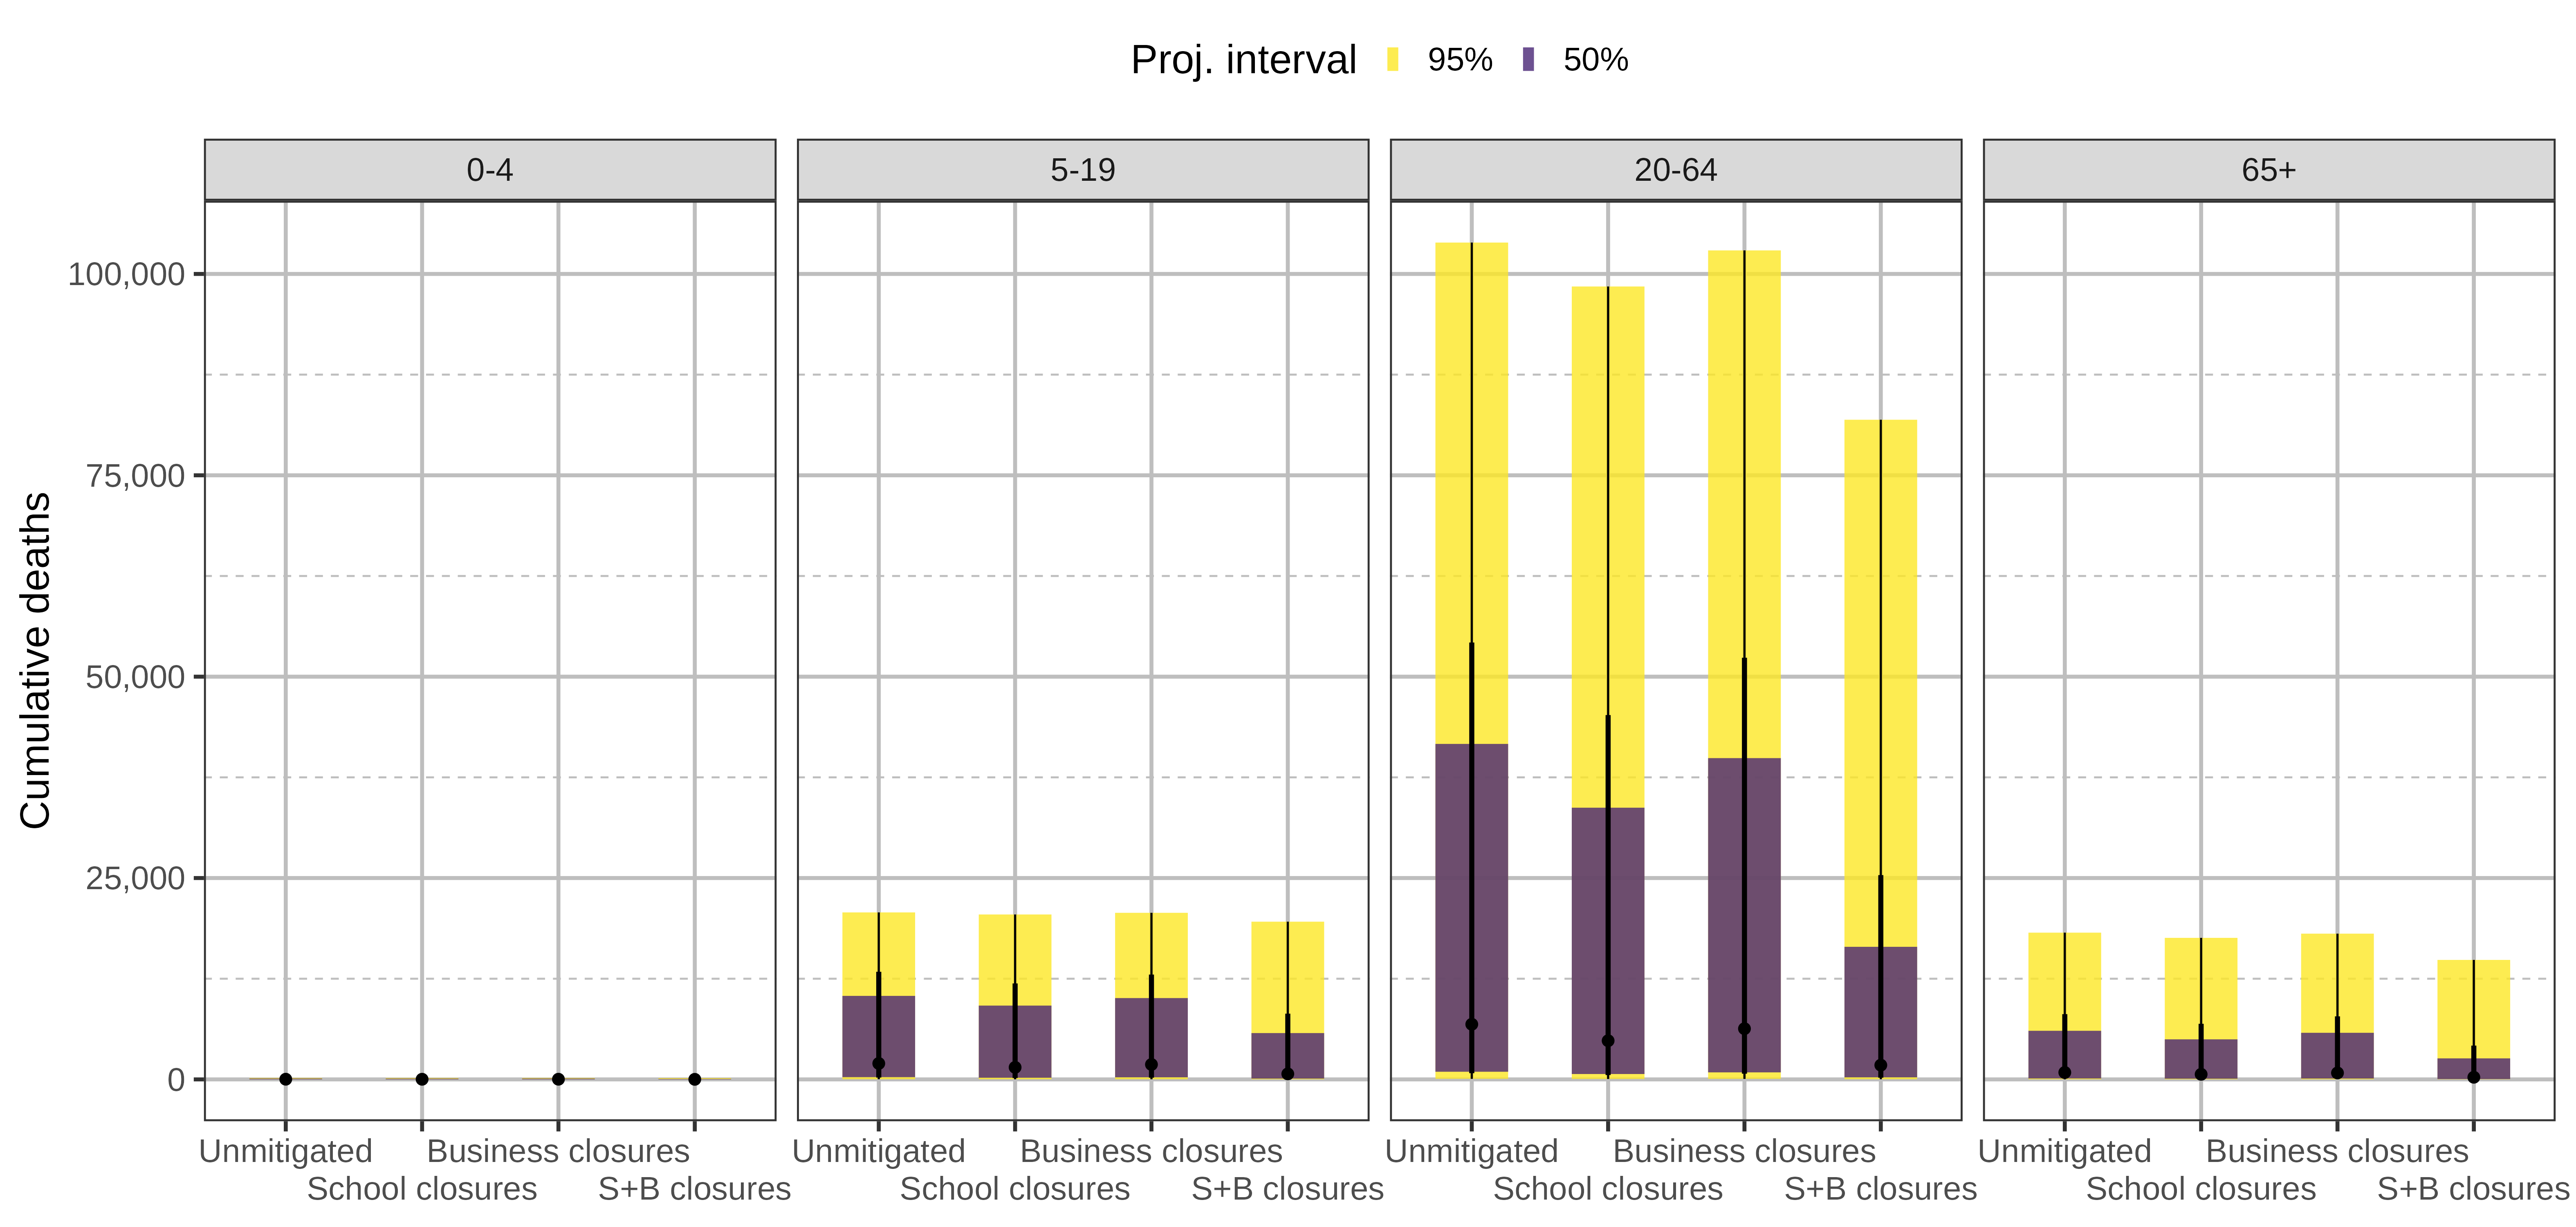 Proj. interval 95% 50%
0-4 5-19 20-64 65+
Cumulative deaths
100,000
75,000
50,000
25,000
0
Unmitigated Business closures Unmitigated Business closures Unmitigated Business closures Unmitigated Business closures
School closures S+B closures School closures S+B closures School closures S+B closures School closures S+B closures